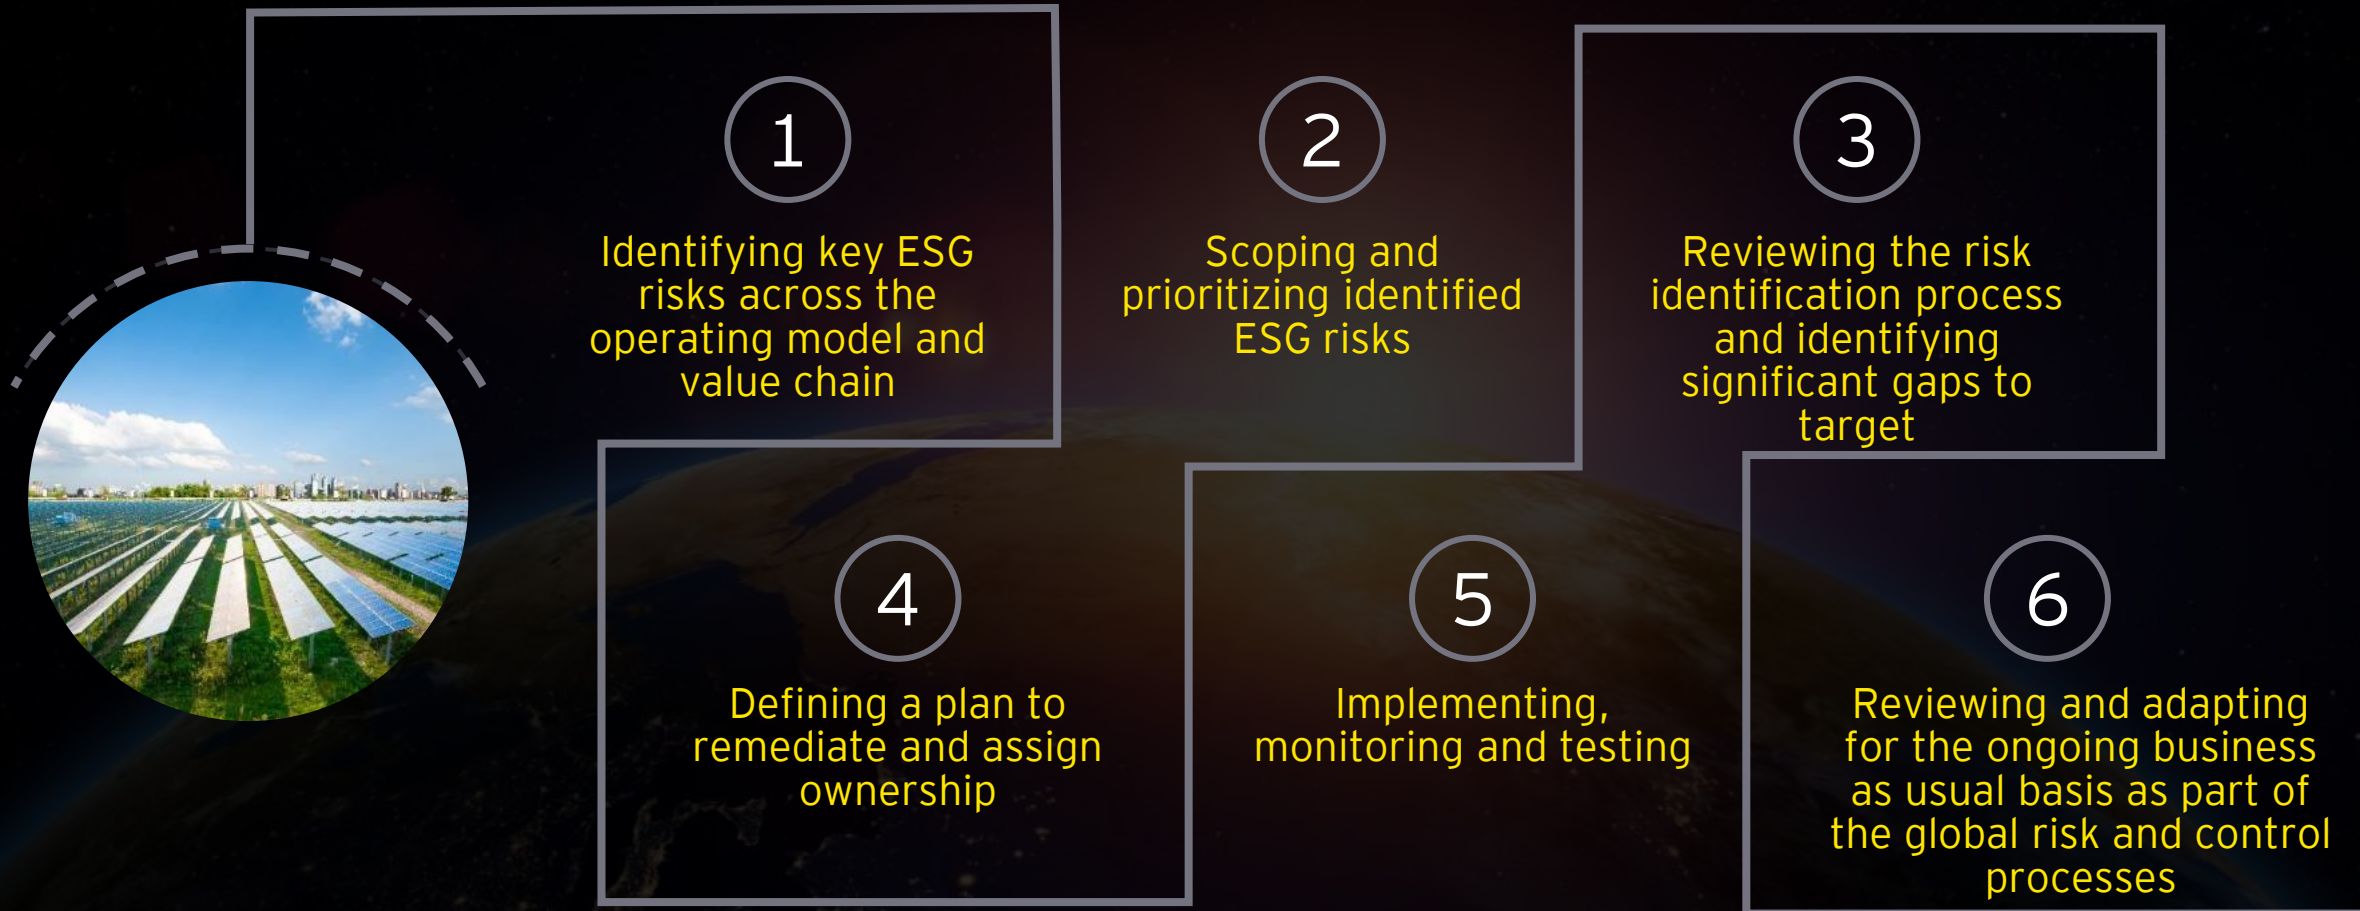 1
Identifying key ESG
risks across the
operating model and
value chain
2
Scoping and
prioritizing identified
ESG risks
3
Reviewing the risk
identification process
and identifying
significant gaps to
target
4
Defining a plan to
remediate and assign
ownership
5
Implementing,
monitoring and testing
6
Reviewing and adapting
for the ongoing business
as usual basis as part of
the global risk and control
processes